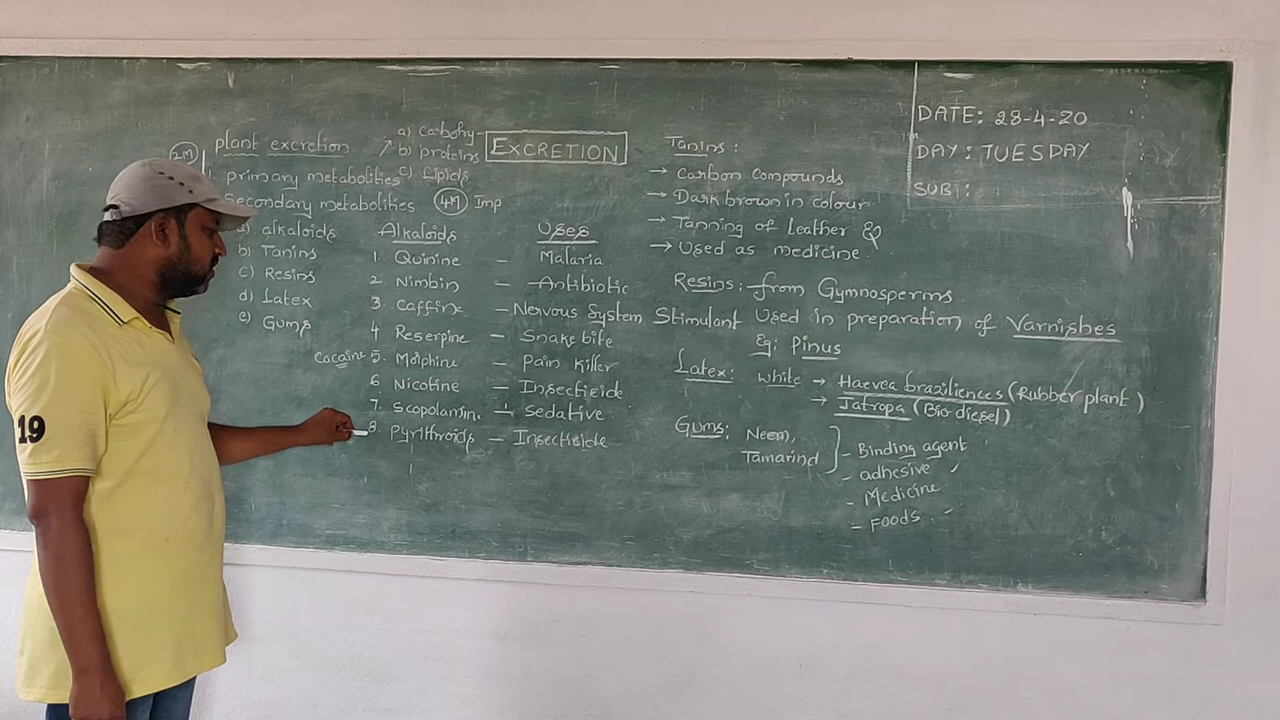 DATE: 28-4-20
DAY: TUESDAY
SUB:
EXCRETION
2M
plant excretion
1. primary metabolities
a) carbohy-
b) proteins
c) Lipids
secondary metabolities
4M Imp
a) alkaloids
b) Tanins
c) Resins
d) Latex
e) Gums
Alkaloids Uses
1. Quinine - Malaria
2 Nimbin - Antibiotic
3 Caffine - Nervous System Stimulant
4 Reserpine - Snake bite
Cocaine 5. Morphine - Pain Killer
6 Nicotine - Insecticide
7. Scopolamine - Sedative
8. Pyrithroids - Insecticide
Tanins:
→ Carbon Compounds
→ Dark brown in colour
→ Tanning of Leather &
→ Used as medicine.
Resins: from Gymnosperms
Used in preparation of Varnishes
Eg: Pinus
Latex: white → Haevea braziliences (Rubber plant)
→ Jatropa (Bio diesel)
Gums: Neem,
Tamarind
- Binding agent
- adhesive
- Medicine
- Foods
19